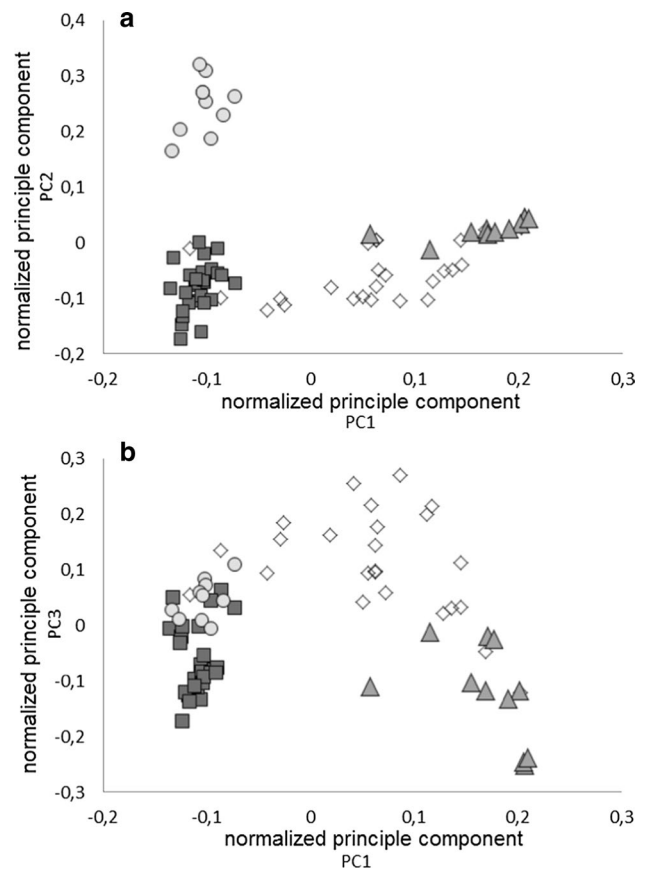 a
0,4
0,3
0,2
0,1
0
-0,1
-0,2
normalized principle component
PC2
-0,2 -0,1 0 0,1 0,2 0,3
normalized principle component
PC1
b
0,3
0,2
0,1
0
-0,1
-0,2
-0,3
normalized principle component
PC3
-0,2 -0,1 0 0,1 0,2 0,3
normalized principle component
PC1